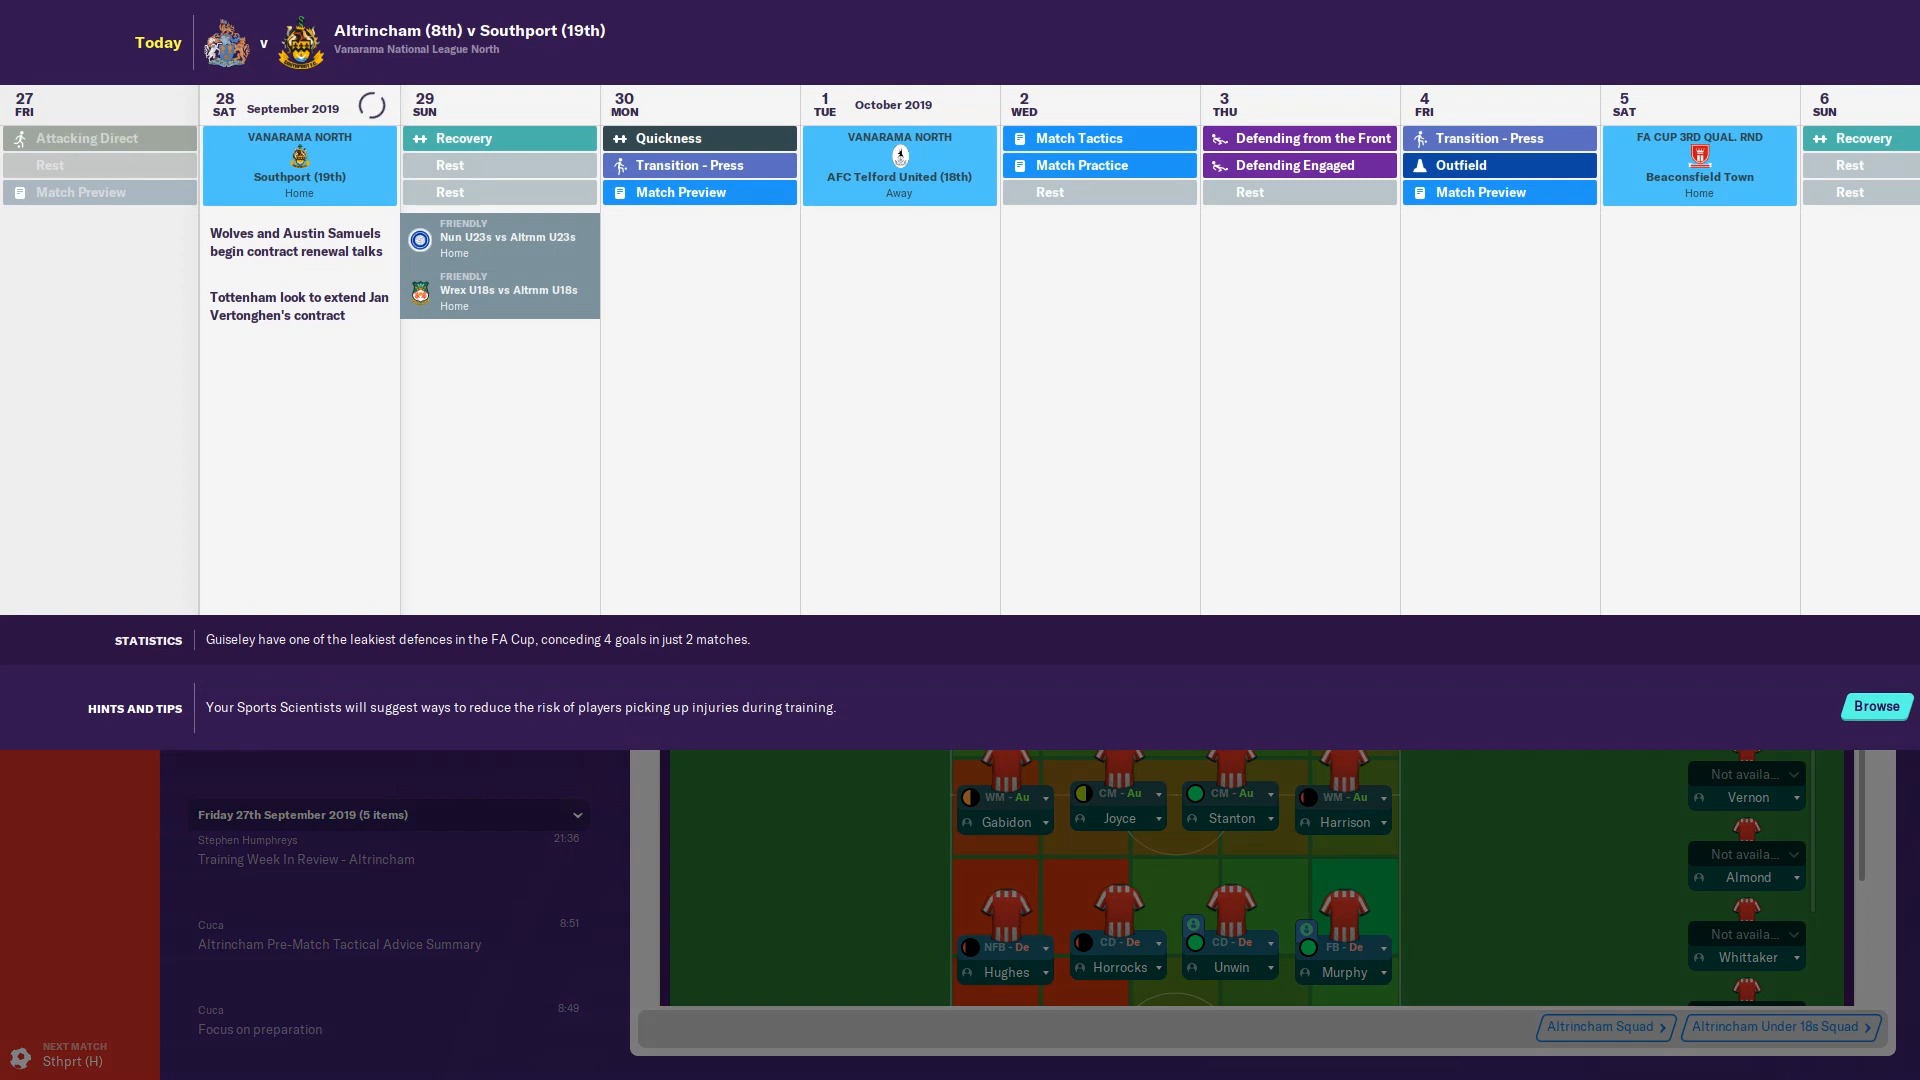 Today
v
Altrincham (8th) v Southport (19th)
Vanarama National League North
27
FRI
Attacking Direct
Rest
Match Preview
28
SAT
September 2019
VANARAMA NORTH
Southport (19th)
Home
Wolves and Austin Samuels
begin contract renewal talks
Tottenham look to extend Jan
Vertonghen's contract
29
SUN
Recovery
Rest
Rest
FRIENDLY
Nun U23s vs Altrnm U23s
Home
FRIENDLY
Wrex U18s vs Altrnm U18s
Home
30
MON
Quickness
Transition - Press
Match Preview
1
TUE
October 2019
VANARAMA NORTH
AFC Telford United (18th)
Away
2
WED
Match Tactics
Match Practice
Rest
3
THU
Defending from the Front
Defending Engaged
Rest
4
FRI
Transition - Press
Outfield
Match Preview
5
SAT
FA CUP 3RD QUAL. RND
Beaconsfield Town
Home
6
SUN
Recovery
Rest
Rest
STATISTICS
Guiseley have one of the leakiest defences in the FA Cup, conceding 4 goals in just 2 matches.
HINTS AND TIPS
Your Sports Scientists will suggest ways to reduce the risk of players picking up injuries during training.
Browse
Friday 27th September 2019 (5 items)
Stephen Humphreys
21:36
Training Week In Review - Altrincham
Cuca
8:51
Altrincham Pre-Match Tactical Advice Summary
Cuca
8:49
Focus on preparation
NEXT MATCH
Sthprt (H)
WM - Au
Gabidon
CM - Au
Joyce
CM - Au
Stanton
WM - Au
Harrison
NFB - De
Hughes
CD - De
Horrocks
CD - De
Unwin
FB - De
Murphy
Not availa...
Vernon
Not availa...
Almond
Not availa...
Whittaker
Altrincham Squad
Altrincham Under 18s Squad